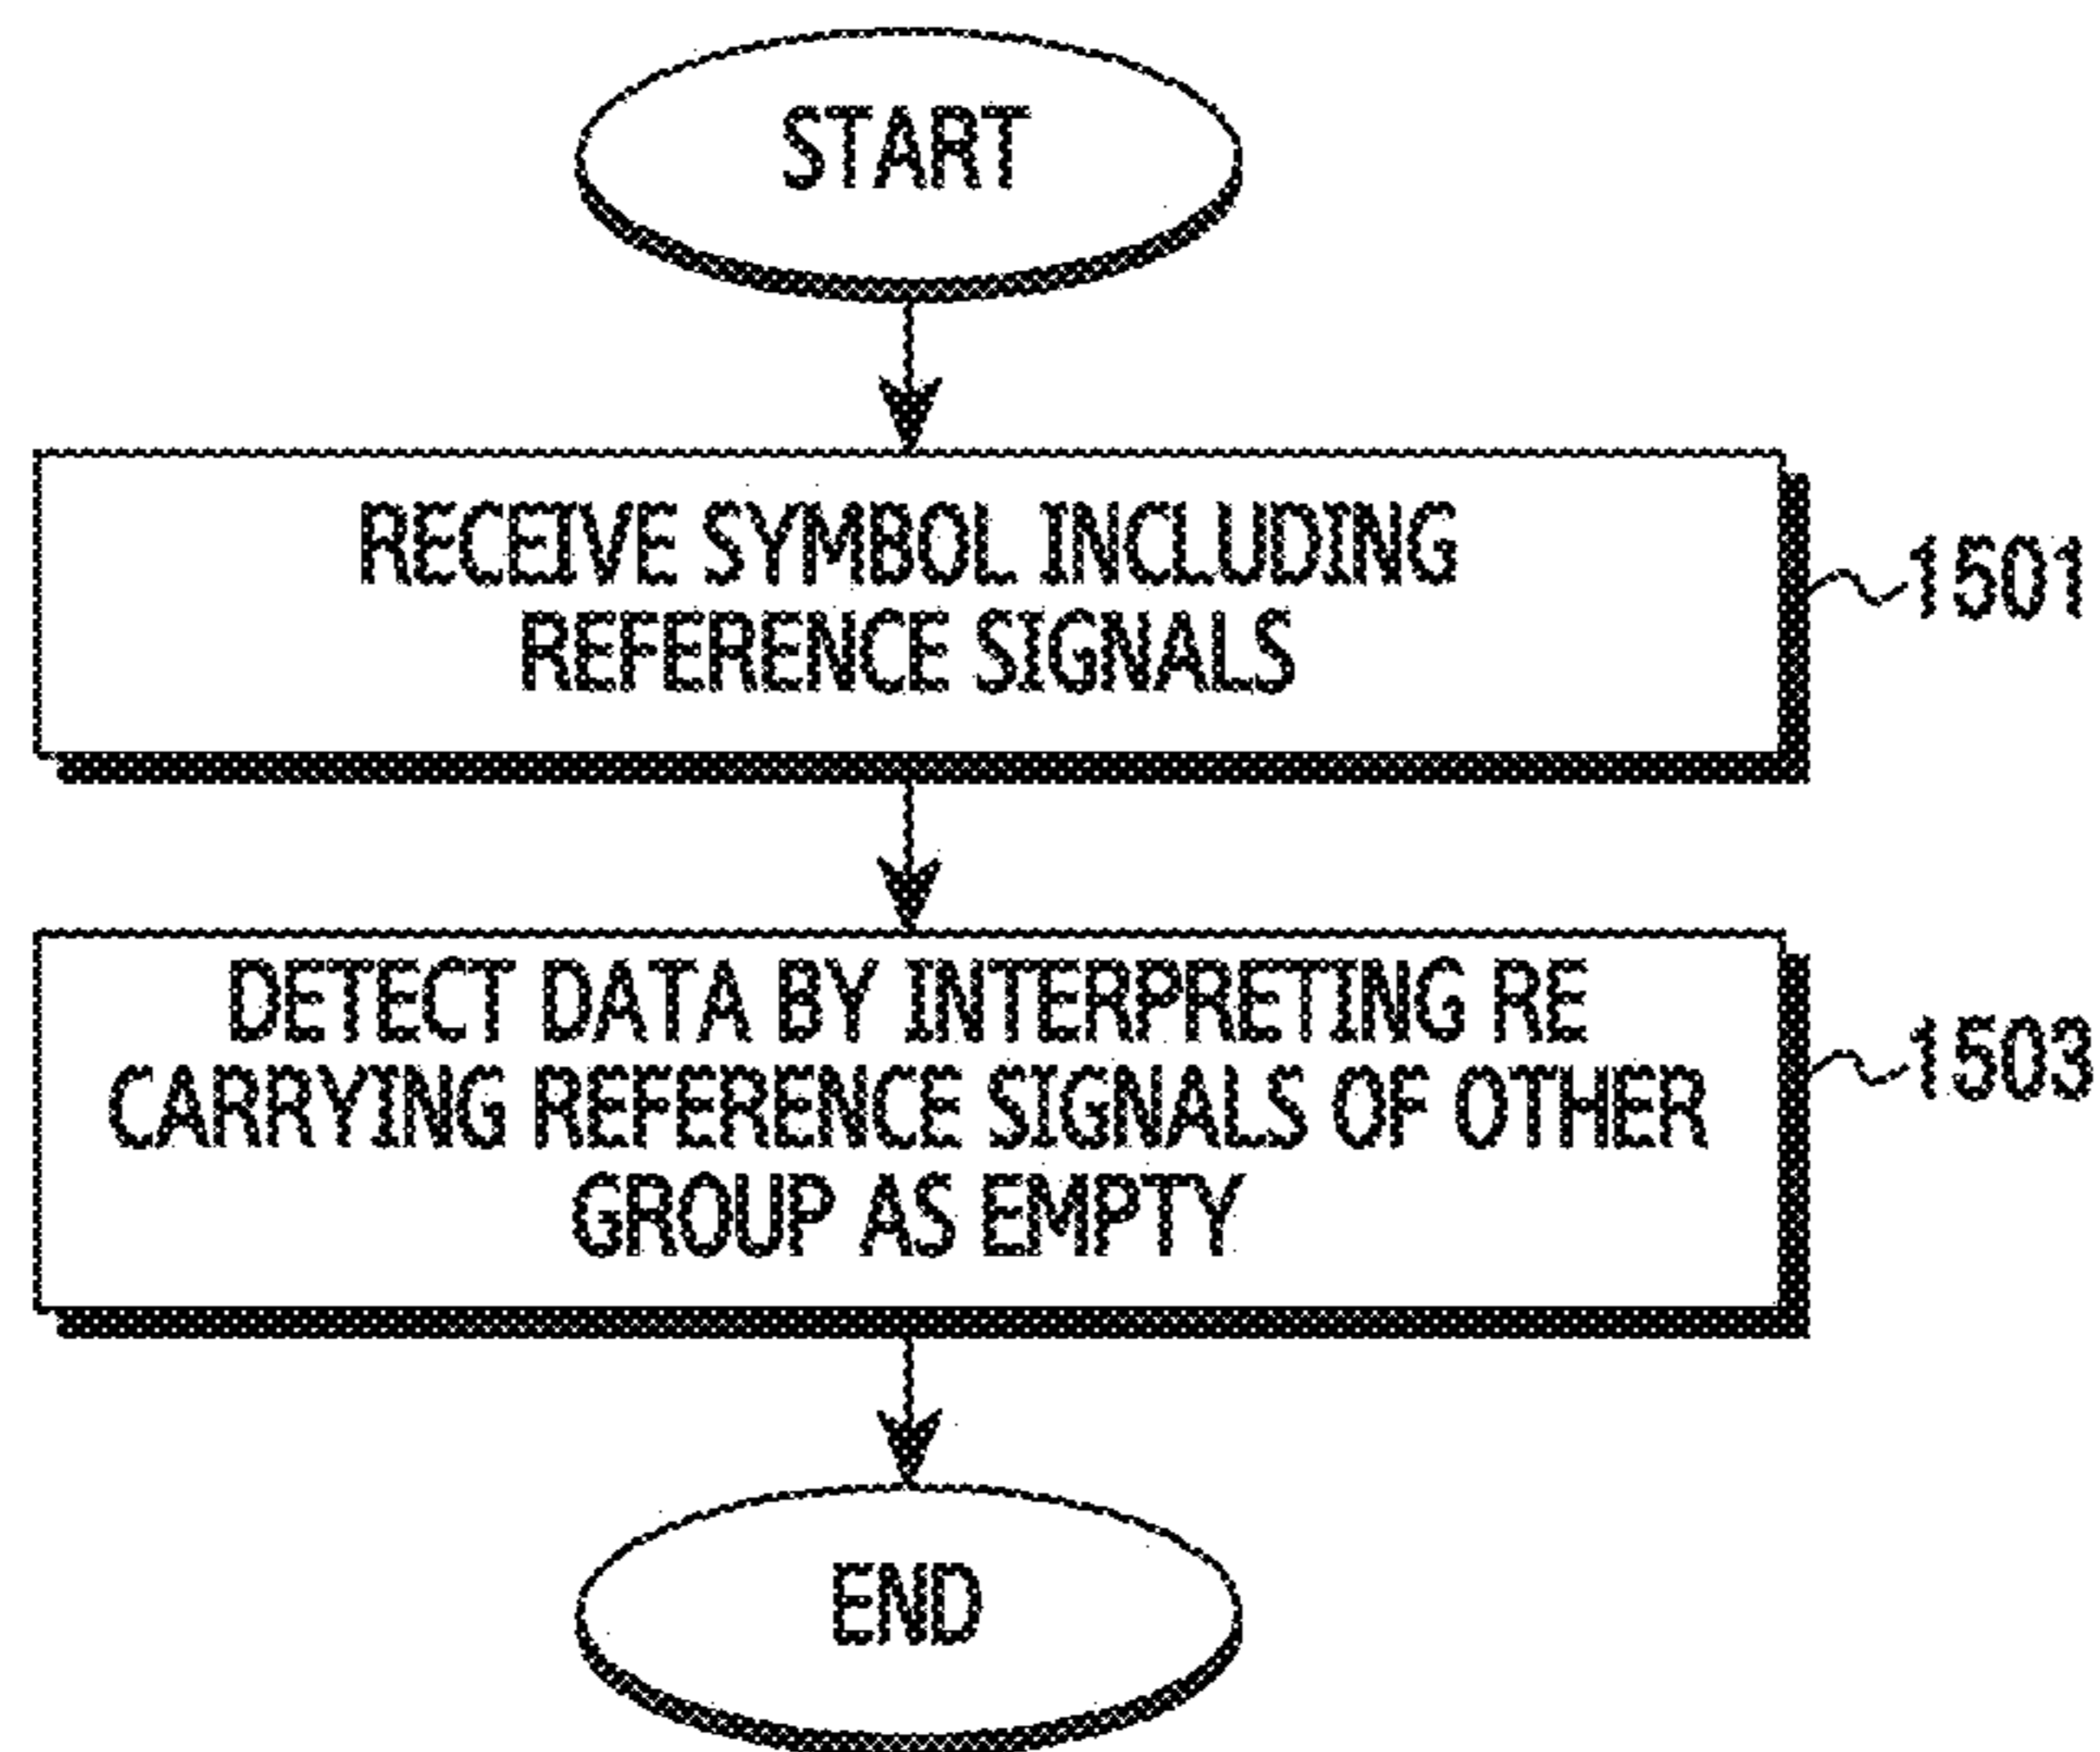 START
RECEIVE SYMBOL INCLUDING
REFERENCE SIGNALS
1501
DETECT DATA BY INTERPRETING RE
CARRYING REFERENCE SIGNALS OF OTHER
GROUP AS EMPTY
1503
END